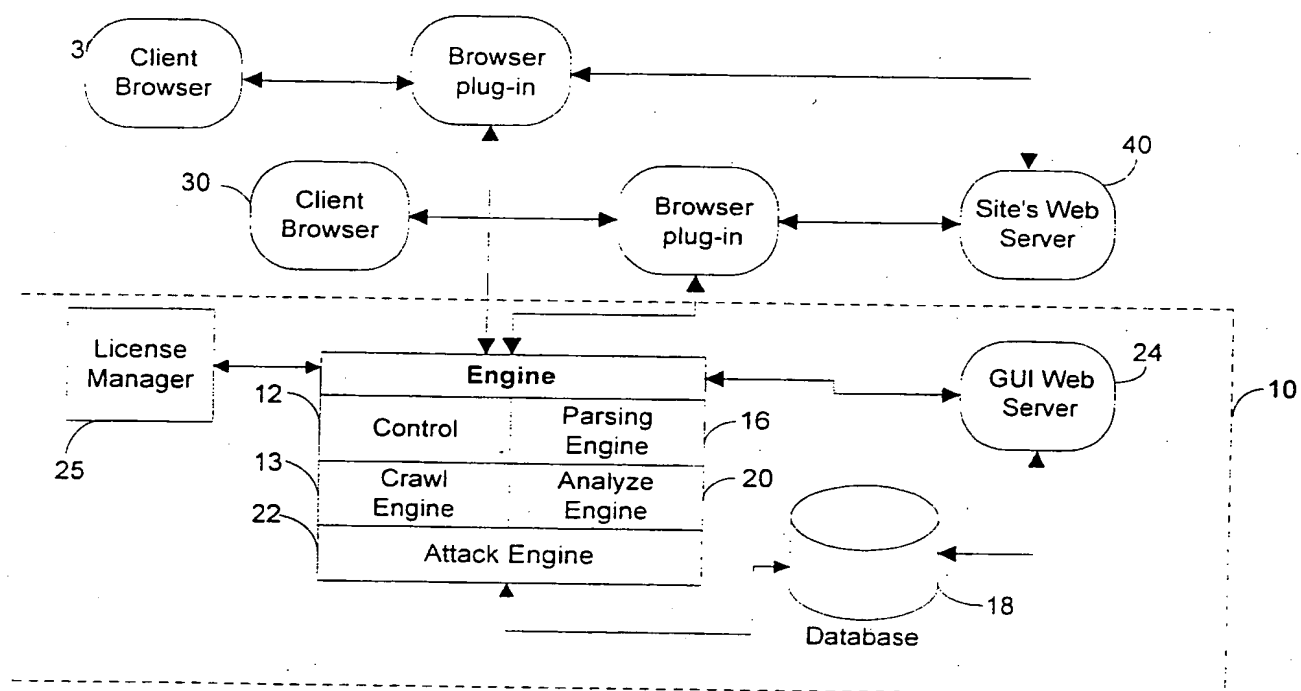 3
Client
Browser
Browser
plug-in
30
Client
Browser
Browser
plug-in
40
Site's Web
Server
License
Manager
25
Engine
12
Control
Parsing
Engine
16
13
Crawl
Engine
Analyze
Engine
20
22
Attack Engine
GUI Web
Server
24
10
18
Database